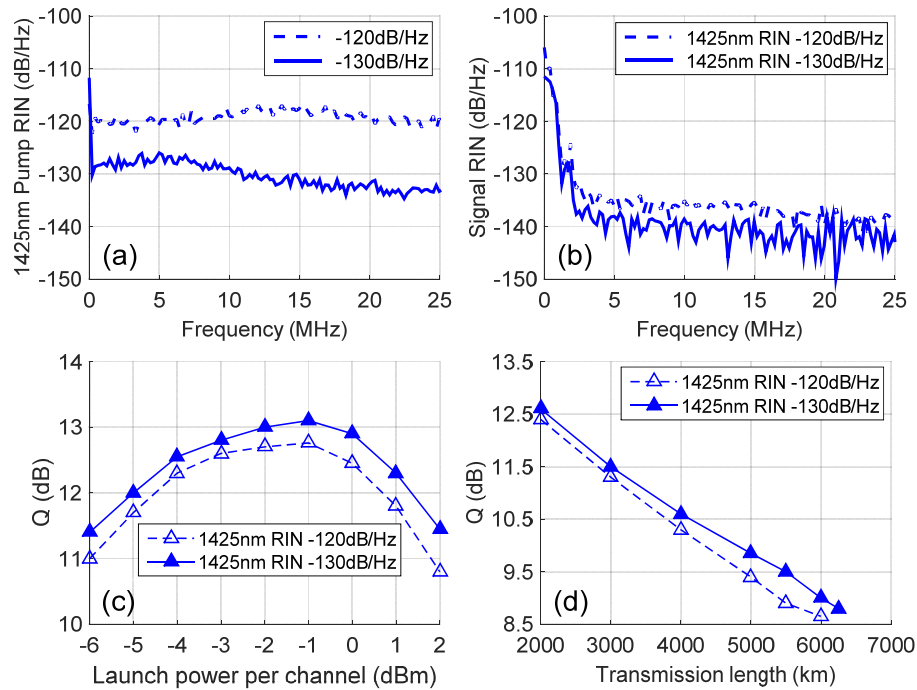 -100
-110
-120
-130
-140
-150
1425nm Pump RIN (dB/Hz)
-120dB/Hz
-130dB/Hz
(a)
0
5
10
15
20
25
Frequency (MHz)
-100
-110
-120
-130
-140
-150
Signal RIN (dB/Hz)
1425nm RIN -120dB/Hz
1425nm RIN -130dB/Hz
(b)
0
5
10
15
20
25
Frequency (MHz)
14
13
12
11
10
Q (dB)
1425nm RIN -120dB/Hz
1425nm RIN -130dB/Hz
(c)
-6
-5
-4
-3
-2
-1
0
1
2
Launch power per channel (dBm)
13.5
12.5
11.5
10.5
9.5
8.5
Q (dB)
1425nm RIN -120dB/Hz
1425nm RIN -130dB/Hz
(d)
2000
3000
4000
5000
6000
7000
Transmission length (km)